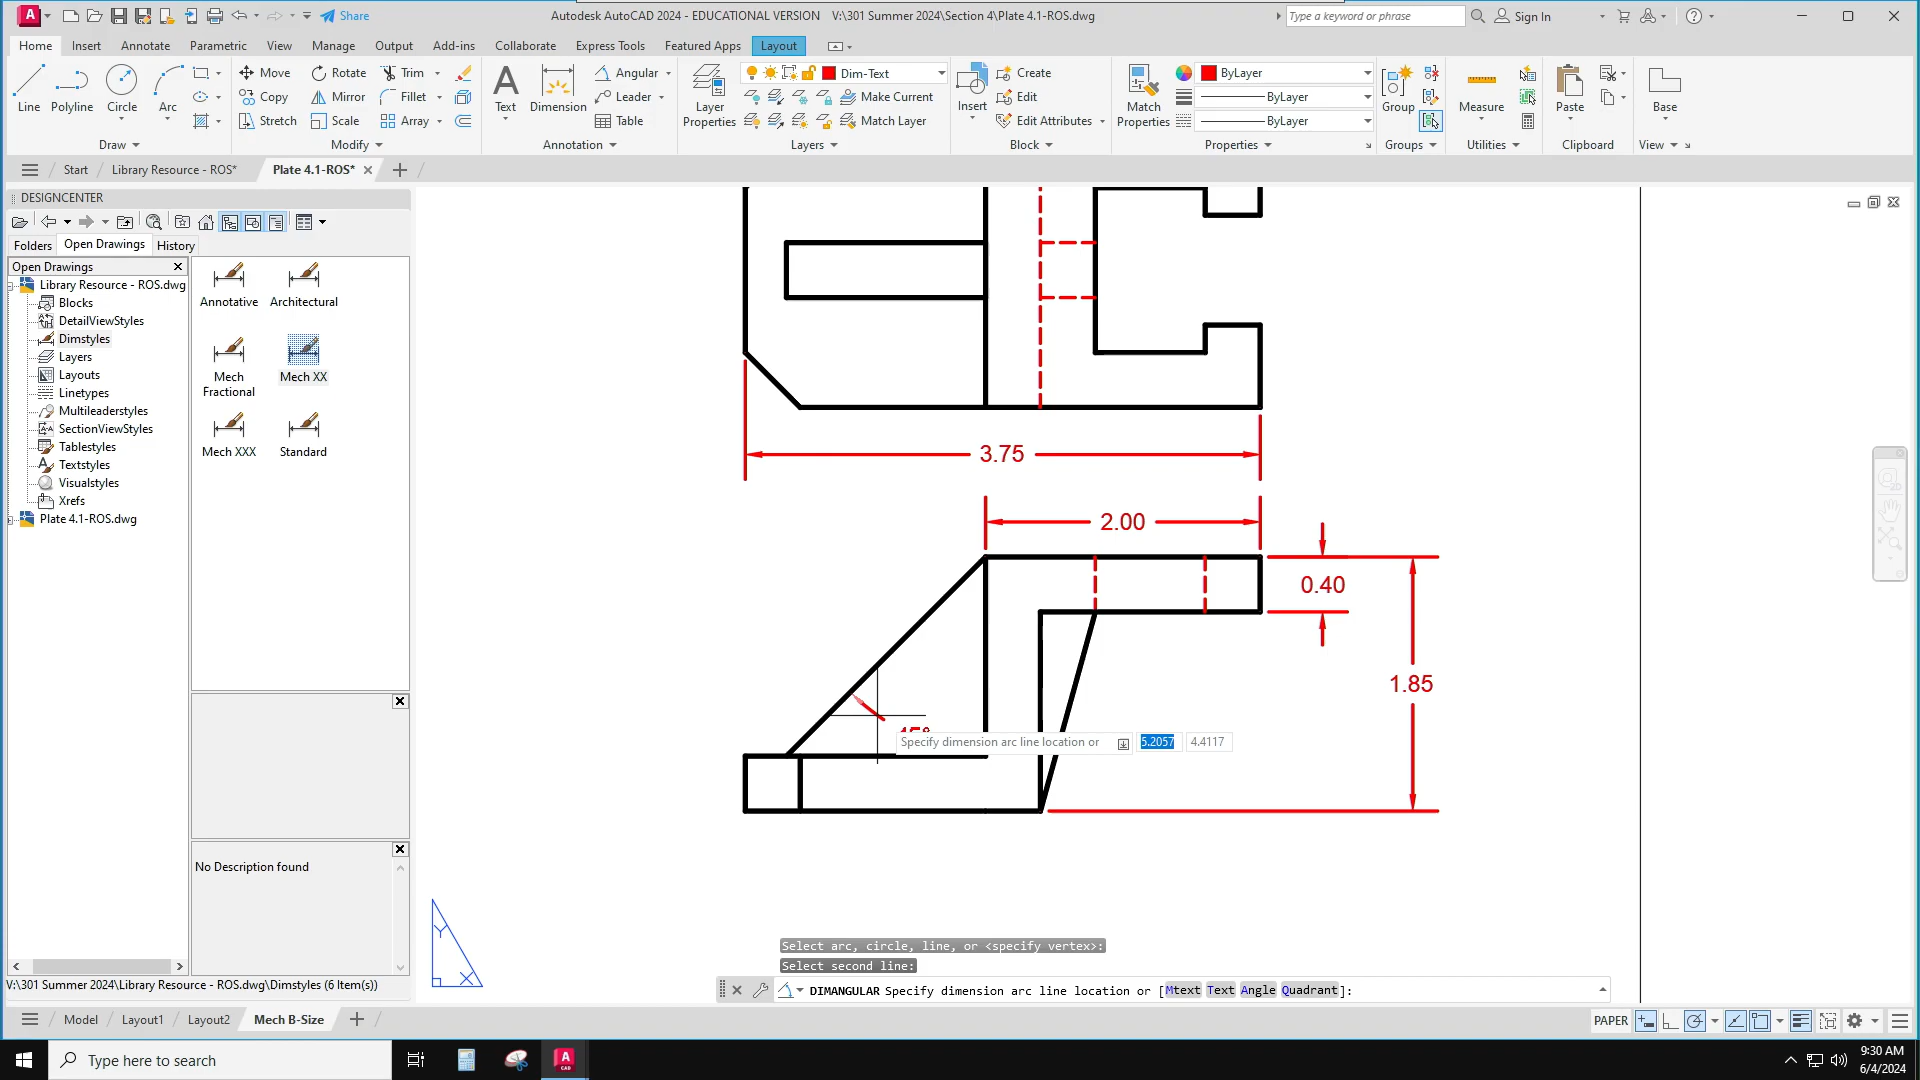 Share
Autodesk AutoCAD 2024 - EDUCATIONAL VERSION V:\301 Summer 2024\Section 4\Plate 4.1-ROS.dwg
Type a keyword or phrase
Sign In
Home Insert Annotate Parametric View Manage Output Add-ins Collaborate Express Tools Featured Apps Layout
Line Polyline Circle Arc
Move Rotate Trim
Copy Mirror Fillet
Stretch Scale Array
Text Dimension
Angular
Leader
Table
Layer Properties
Dim-Text
Make Current
Match Layer
Insert
Create
Edit
Edit Attributes
Match Properties
ByLayer
ByLayer
ByLayer
Group
Measure
Paste
Base
Draw Modify Annotation Layers Block Properties Groups Utilities Clipboard View
Start Library Resource - ROS* Plate 4.1-ROS*
DESIGNCENTER
Folders Open Drawings History
Open Drawings
Library Resource - ROS.dwg
Blocks
DetailViewStyles
Dimstyles
Layers
Layouts
Linetypes
Multileaderstyles
SectionViewStyles
Tablestyles
Textstyles
Visualstyles
Xrefs
Plate 4.1-ROS.dwg
Annotative Architectural
Mech Fractional
Mech XX
Mech XXX Standard
No Description found
V:\301 Summer 2024\Library Resource - ROS.dwg\Dimstyles (6 Item(s))
3.75
2.00
0.40
1.85
Specify dimension arc line location or 5.2057 4.4117
Y
X
Select arc, circle, line, or <specify vertex>:
Select second line:
DIMANGULAR Specify dimension arc line location or [Mtext Text Angle Quadrant]:
Model Layout1 Layout2 Mech B-Size
PAPER
Type here to search
A
CAD
9:30 AM
6/4/2024